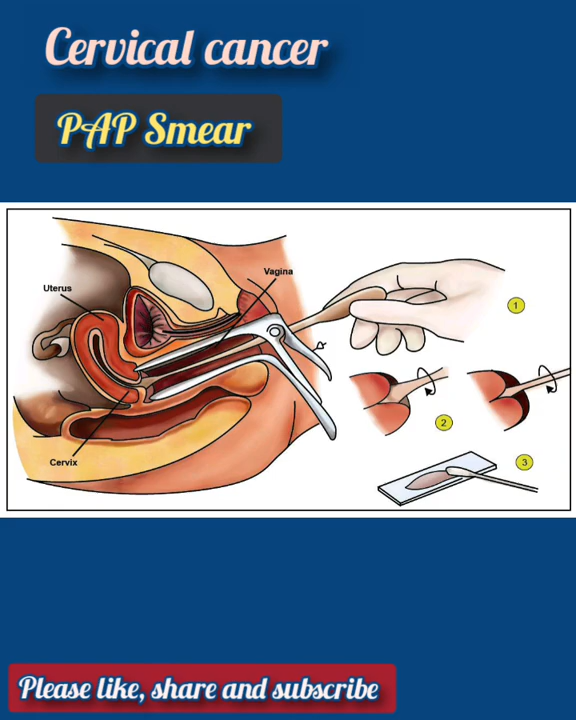 Cervical cancer
PAP Smear
Vagina
Uterus
1
2
3
Cervix
Please like, share and subscribe